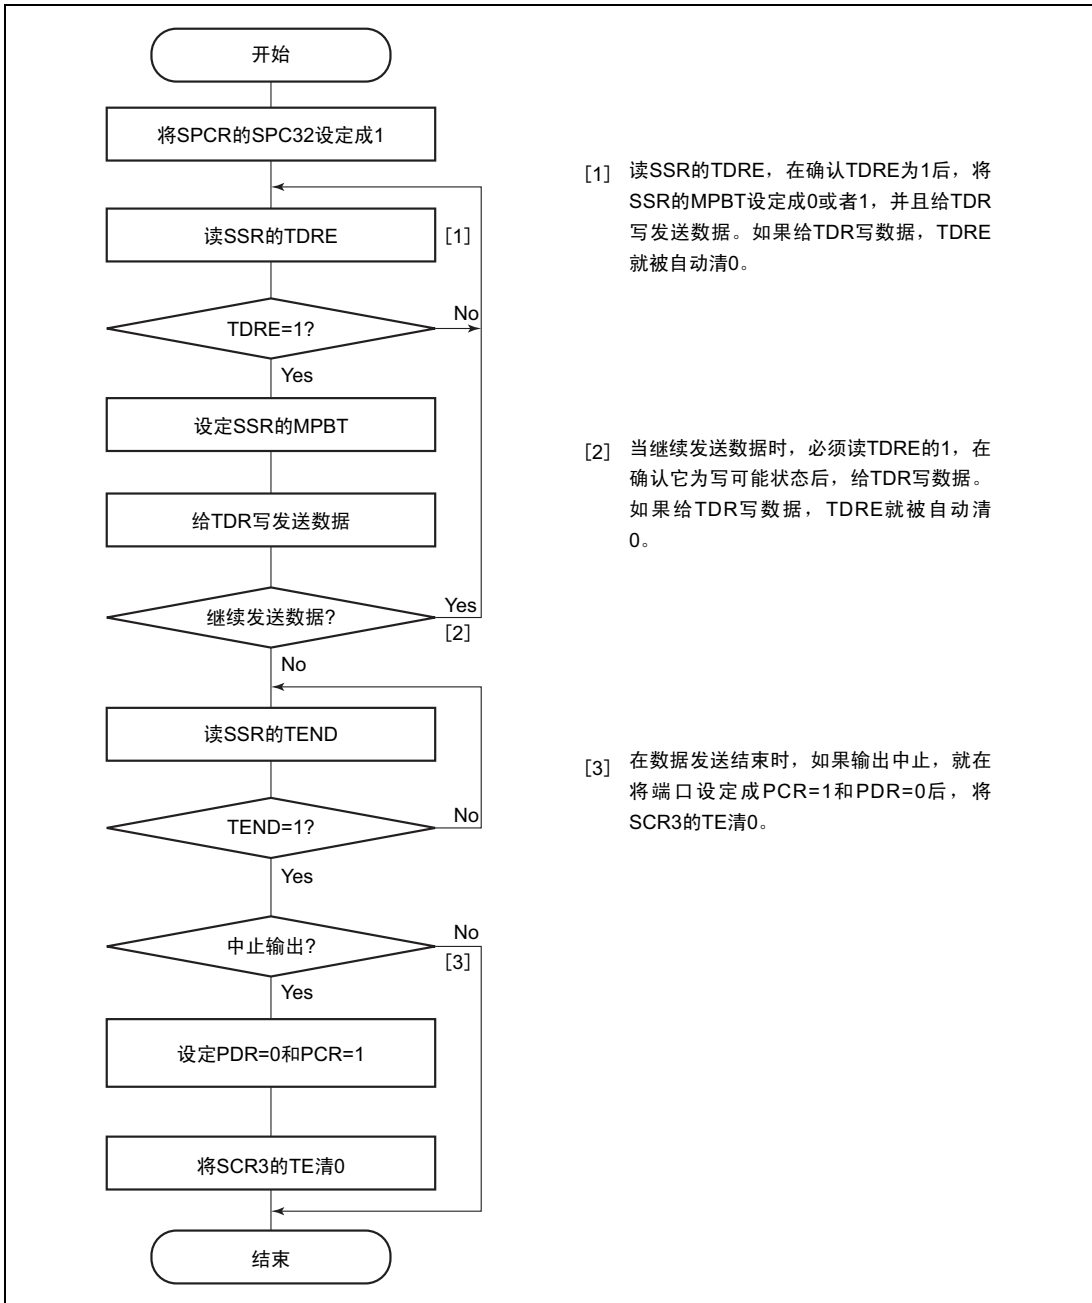 开始
将SPCR的SPC32设定成1
读SSR的TDRE
[1]
TDRE=1?
No
Yes
设定SSR的MPBT
给TDR写发送数据
继续发送数据?
Yes
[2]
No
读SSR的TEND
TEND=1?
No
Yes
中止输出?
No
[3]
Yes
设定PDR=0和PCR=1
将SCR3的TE清0
结束
[1] 读SSR的TDRE，在确认TDRE为1后，将
SSR的MPBT设定成0或者1，并且给TDR
写发送数据。如果给TDR写数据，TDRE
就被自动清0。
[2] 当继续发送数据时，必须读TDRE的1，在
确认它为写可能状态后，给TDR写数据。
如果给TDR写数据，TDRE就被自动清
0。
[3] 在数据发送结束时，如果输出中止，就在
将端口设定成PCR=1和PDR=0后，将
SCR3的TE清0。